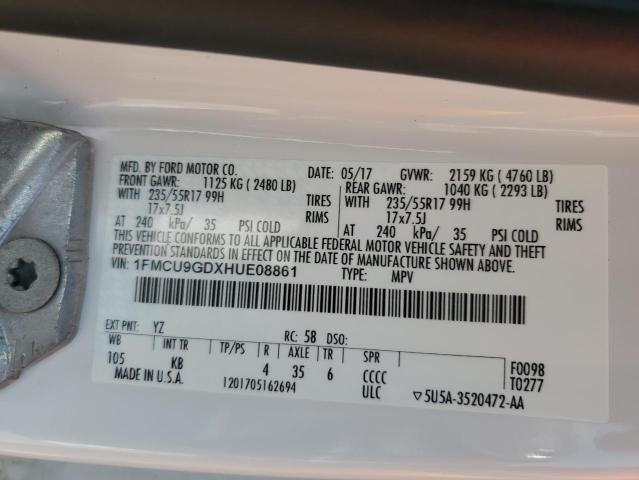 MFD. BY FORD MOTOR CO.
DATE: 05/17 GVWR: 2159 KG ( 4760 LB)
FRONT GAWR: 1125 KG ( 2480 LB)
REAR GAWR: 1040 KG ( 2293 LB)
WITH 235/55R17 99H TIRES
WITH 235/55R17 99H TIRES
17x7.5J RIMS
17x7.5J RIMS
AT 240 kPa/ 35 PSI COLD
AT 240 kPa/ 35 PSI COLD
THIS VEHICLE CONFORMS TO ALL APPLICABLE FEDERAL MOTOR VEHICLE SAFETY AND THEFT
PREVENTION STANDARDS IN EFFECT ON THE DATE OF MANUFACTURE SHOWN ABOVE.
VIN: 1FMCU9GDXHUE08861 TYPE: MPV
EXT PNT: YZ RC: 58 DSO:
WB INT TR TP/PS R AXLE TR SPR F0098
105 KB 4 35 6 CCCC T0277
MADE IN U.S.A. 1201705162694 ULC ▽5U5A-3520472-AA